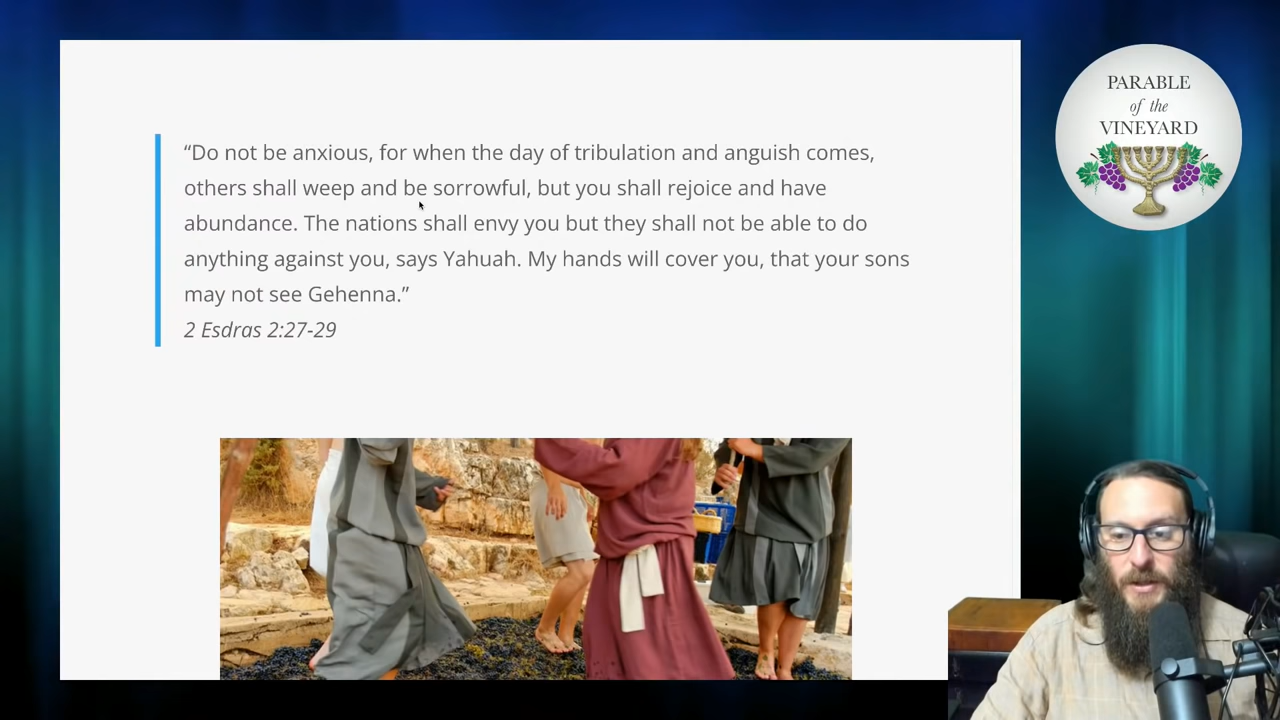 “Do not be anxious, for when the day of tribulation and anguish comes,
others shall weep and be sorrowful, but you shall rejoice and have
abundance. The nations shall envy you but they shall not be able to do
anything against you, says Yahuah. My hands will cover you, that your sons
may not see Gehenna.”
2 Esdras 2:27-29
PARABLE
of the
VINEYARD